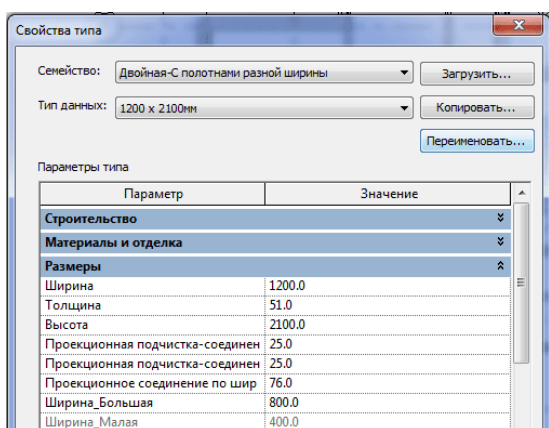 Свойства типа
Семейство: Двойная-С полотнами разной ширины Загрузить...
Тип данных: 1200 x 2100мм Копировать...
Переименовать...
Параметры типа
Параметр Значение
Строительство
Материалы и отделка
Размеры
Ширина 1200.0
Толщина 51.0
Высота 2100.0
Проекционная подчистка-соединен 25.0
Проекционная подчистка-соединен 25.0
Проекционное соединение по шир 76.0
Ширина_Большая 800.0
Ширина_Малая 400.0